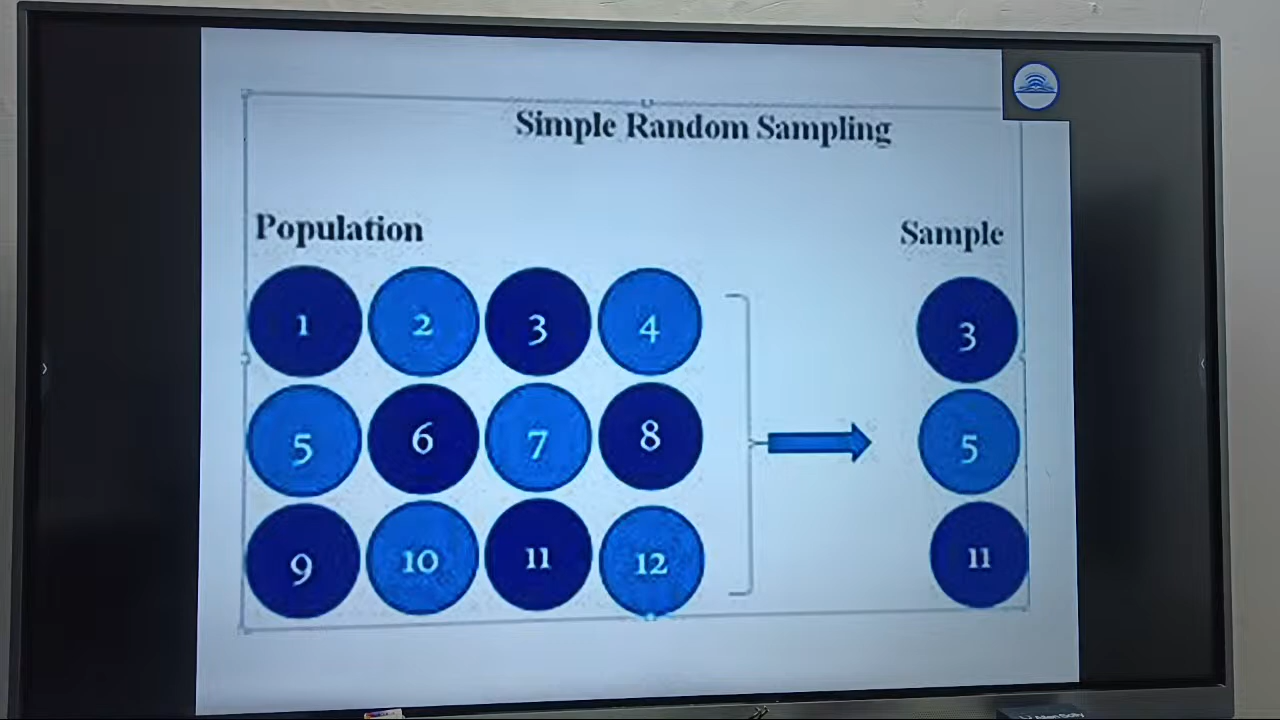 Simple Random Sampling
Population
Sample
1 2 3 4
3
5 6 7 8
5
9 10 11 12
11